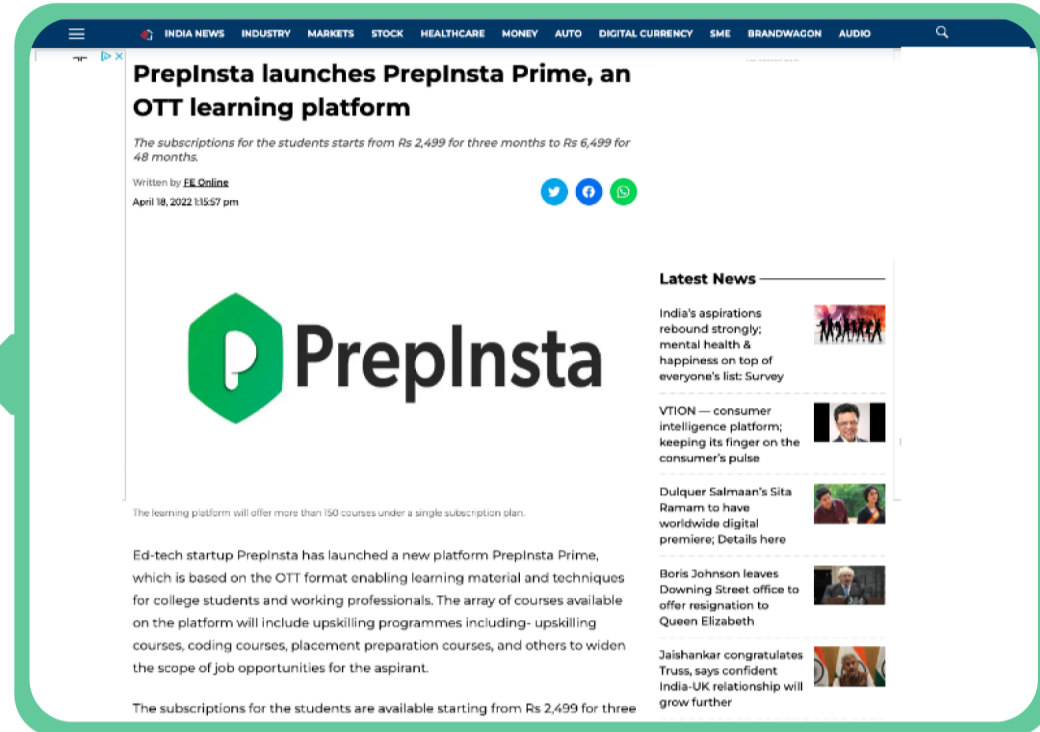 INDIA NEWS INDUSTRY MARKETS STOCK HEALTHCARE MONEY AUTO DIGITAL CURRENCY SME BRANDWAGON AUDIO
PrepInsta launches PrepInsta Prime, an
OTT learning platform
The subscriptions for the students starts from Rs 2,499 for three months to Rs 6,499 for
48 months.
Written by FE Online
April 18, 2022 1:15:57 pm
PrepInsta
The learning platform will offer more than 150 courses under a single subscription plan.
Ed-tech startup PrepInsta has launched a new platform PrepInsta Prime,
which is based on the OTT format enabling learning material and techniques
for college students and working professionals. The array of courses available
on the platform will include upskilling programmes including- upskilling
courses, coding courses, placement preparation courses, and others to widen
the scope of job opportunities for the aspirant.
The subscriptions for the students are available starting from Rs 2,499 for three
Latest News
India's aspirations
rebound strongly;
mental health &
happiness on top of
everyone's list: Survey
VTION — consumer
intelligence platform;
keeping its finger on the
consumer's pulse
Dulquer Salmaan's Sita
Ramam to have
worldwide digital
premiere; Details here
Boris Johnson leaves
Downing Street office to
offer resignation to
Queen Elizabeth
Jaishankar congratulates
Truss, says confident
India-UK relationship will
grow further